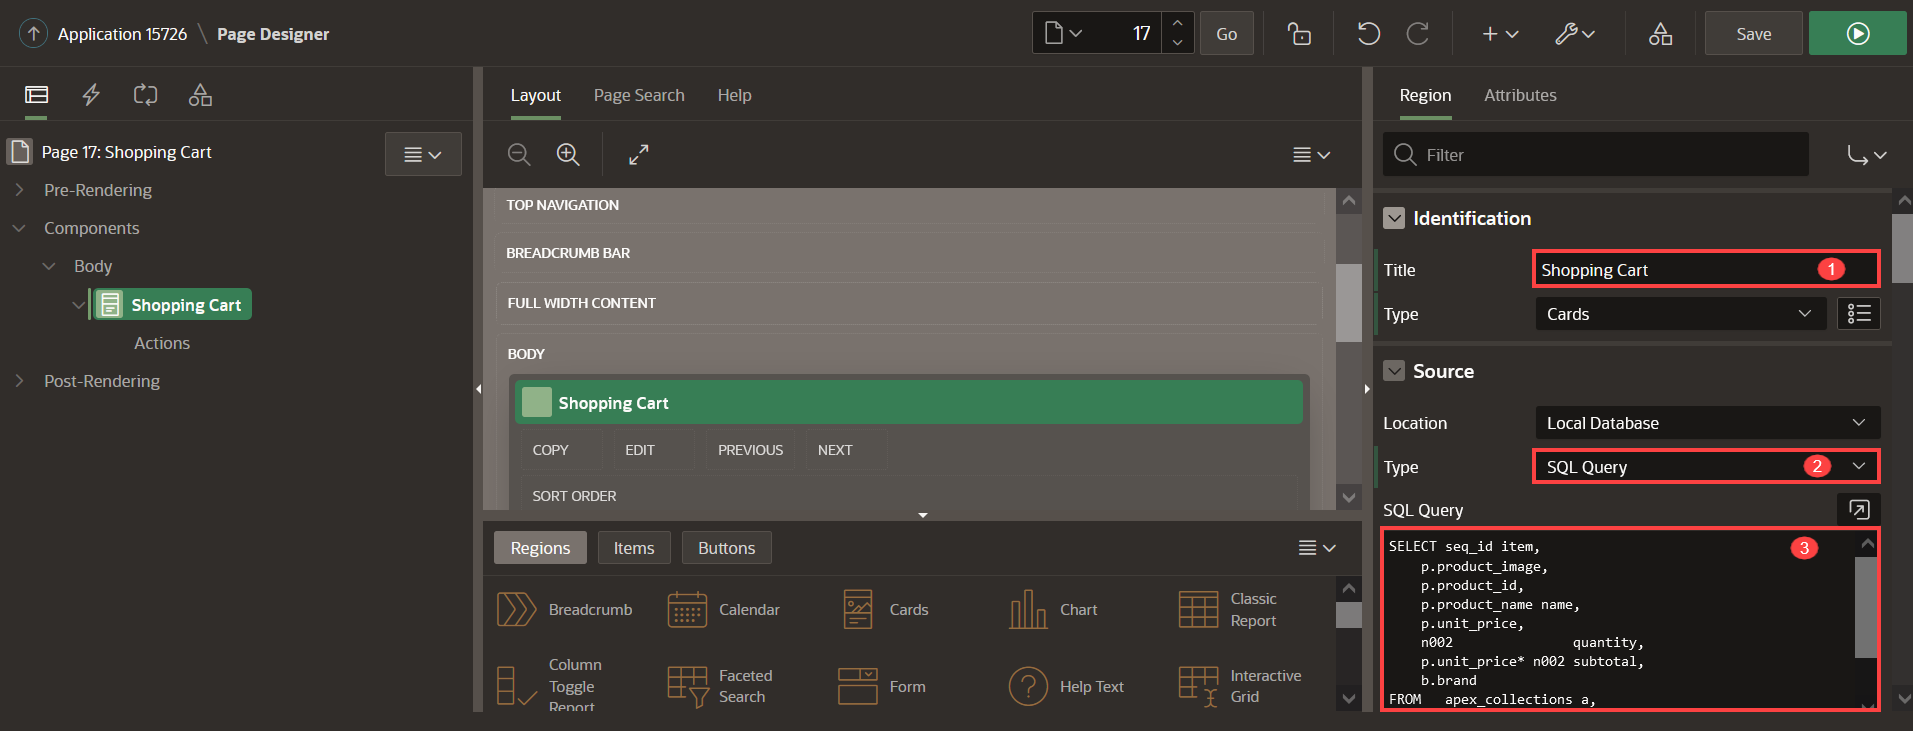 Application 15726 \ Page Designer
17
Go
Save
Layout
Page Search
Help
Region
Attributes
Page 17: Shopping Cart
Pre-Rendering
Components
Body
Shopping Cart
Actions
Post-Rendering
TOP NAVIGATION
BREADCRUMB BAR
FULL WIDTH CONTENT
BODY
Shopping Cart
COPY
EDIT
PREVIOUS
NEXT
SORT ORDER
Regions
Items
Buttons
Breadcrumb
Calendar
Cards
Chart
Classic
Report
Column
Toggle
Report
Faceted
Search
Form
Help Text
Interactive
Grid
Filter
Identification
Title
Shopping Cart
1
Type
Cards
Source
Location
Local Database
Type
SQL Query
2
SQL Query
3
SELECT seq_id item,
p.product_image,
p.product_id,
p.product_name name,
p.unit_price,
n002 quantity,
p.unit_price* n002 subtotal,
b.brand
FROM apex_collections a,